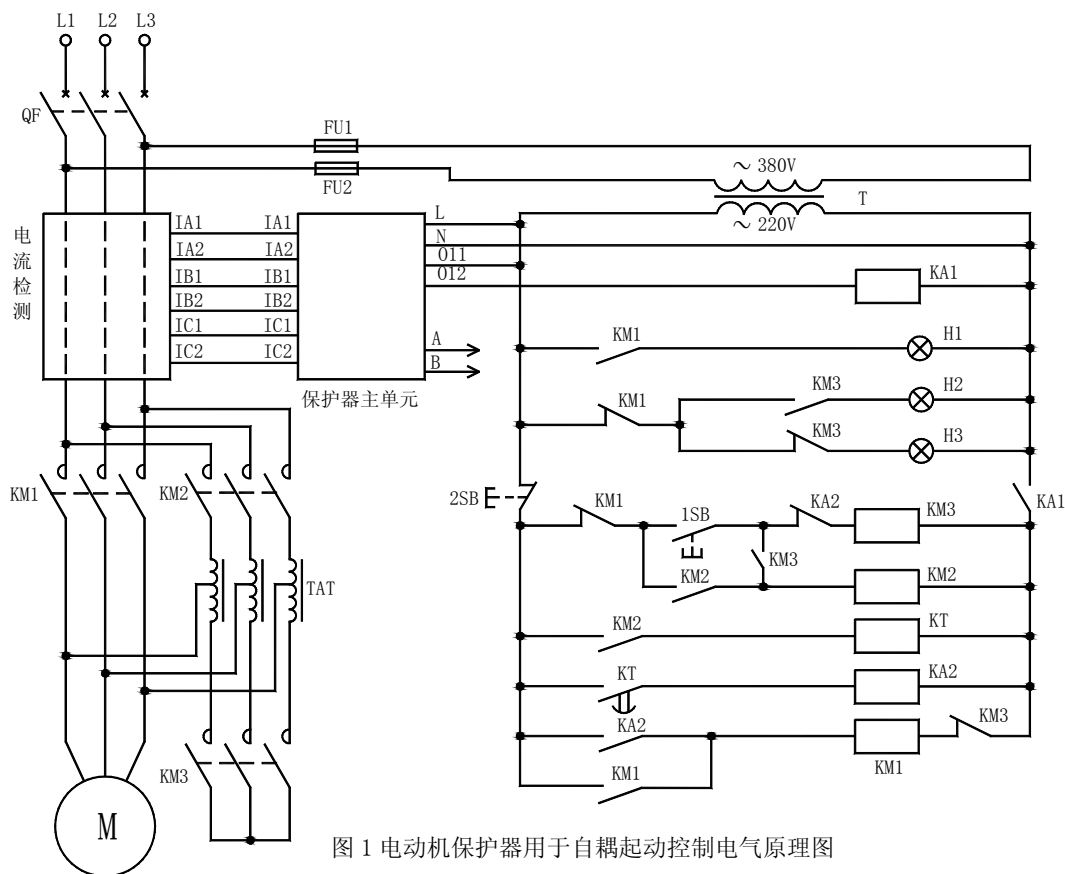 L1 L2 L3
QF
FU1
FU2
～380V
T
～220V
电流检测
IA1 IA1
IA2 IA2
IB1 IB1
IB2 IB2
IC1 IC1
IC2 IC2
L
N
O11
O12
A
B
保护器主单元
KA1
KM1 H1
KM1 KM3 H2
KM3 H3
2SB KM1 1SB KA2 KM3 KA1
KM3
KM2 KM2
KM1 KM2
TAT
KM2 KT
KT KA2
KA2 KM3
KM1
KM1
KM3
M
图 1 电动机保护器用于自耦起动控制电气原理图